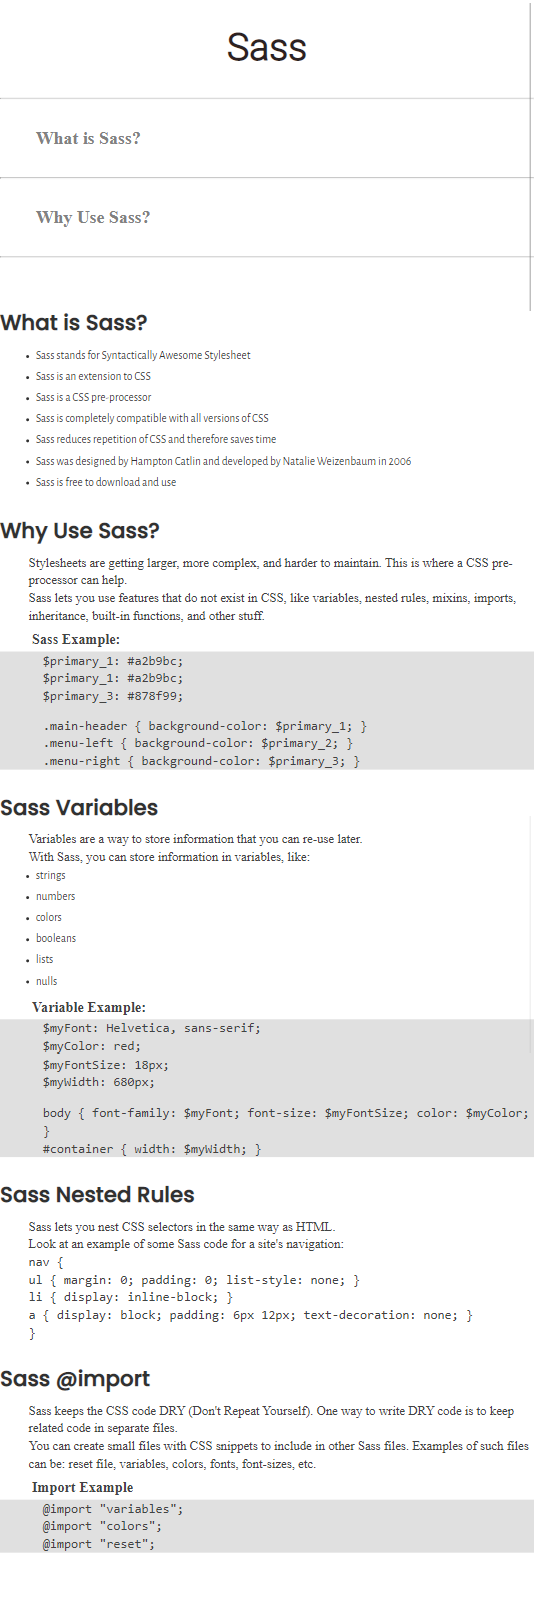 Sass
What is Sass?
Why Use Sass?
What is Sass?
• Sass stands for Syntactically Awesome Stylesheet
• Sass is an extension to CSS
• Sass is a CSS pre-processor
• Sass is completely compatible with all versions of CSS
• Sass reduces repetition of CSS and therefore saves time
• Sass was designed by Hampton Catlin and developed by Natalie Weizenbaum in 2006
• Sass is free to download and use
Why Use Sass?
Stylesheets are getting larger, more complex, and harder to maintain. This is where a CSS pre-
processor can help.
Sass lets you use features that do not exist in CSS, like variables, nested rules, mixins, imports,
inheritance, built-in functions, and other stuff.
Sass Example:
$primary_1: #a2b9bc;
$primary_1: #a2b9bc;
$primary_3: #878f99;
.main-header { background-color: $primary_1; }
.menu-left { background-color: $primary_2; }
.menu-right { background-color: $primary_3; }
Sass Variables
Variables are a way to store information that you can re-use later.
With Sass, you can store information in variables, like:
• strings
• numbers
• colors
• booleans
• lists
• nulls
Variable Example:
$myFont: Helvetica, sans-serif;
$myColor: red;
$myFontSize: 18px;
$myWidth: 680px;
body { font-family: $myFont; font-size: $myFontSize; color: $myColor;
}
#container { width: $myWidth; }
Sass Nested Rules
Sass lets you nest CSS selectors in the same way as HTML.
Look at an example of some Sass code for a site's navigation:
nav {
ul { margin: 0; padding: 0; list-style: none; }
li { display: inline-block; }
a { display: block; padding: 6px 12px; text-decoration: none; }
}
Sass @import
Sass keeps the CSS code DRY (Don't Repeat Yourself). One way to write DRY code is to keep
related code in separate files.
You can create small files with CSS snippets to include in other Sass files. Examples of such files
can be: reset file, variables, colors, fonts, font-sizes, etc.
Import Example
@import "variables";
@import "colors";
@import "reset";